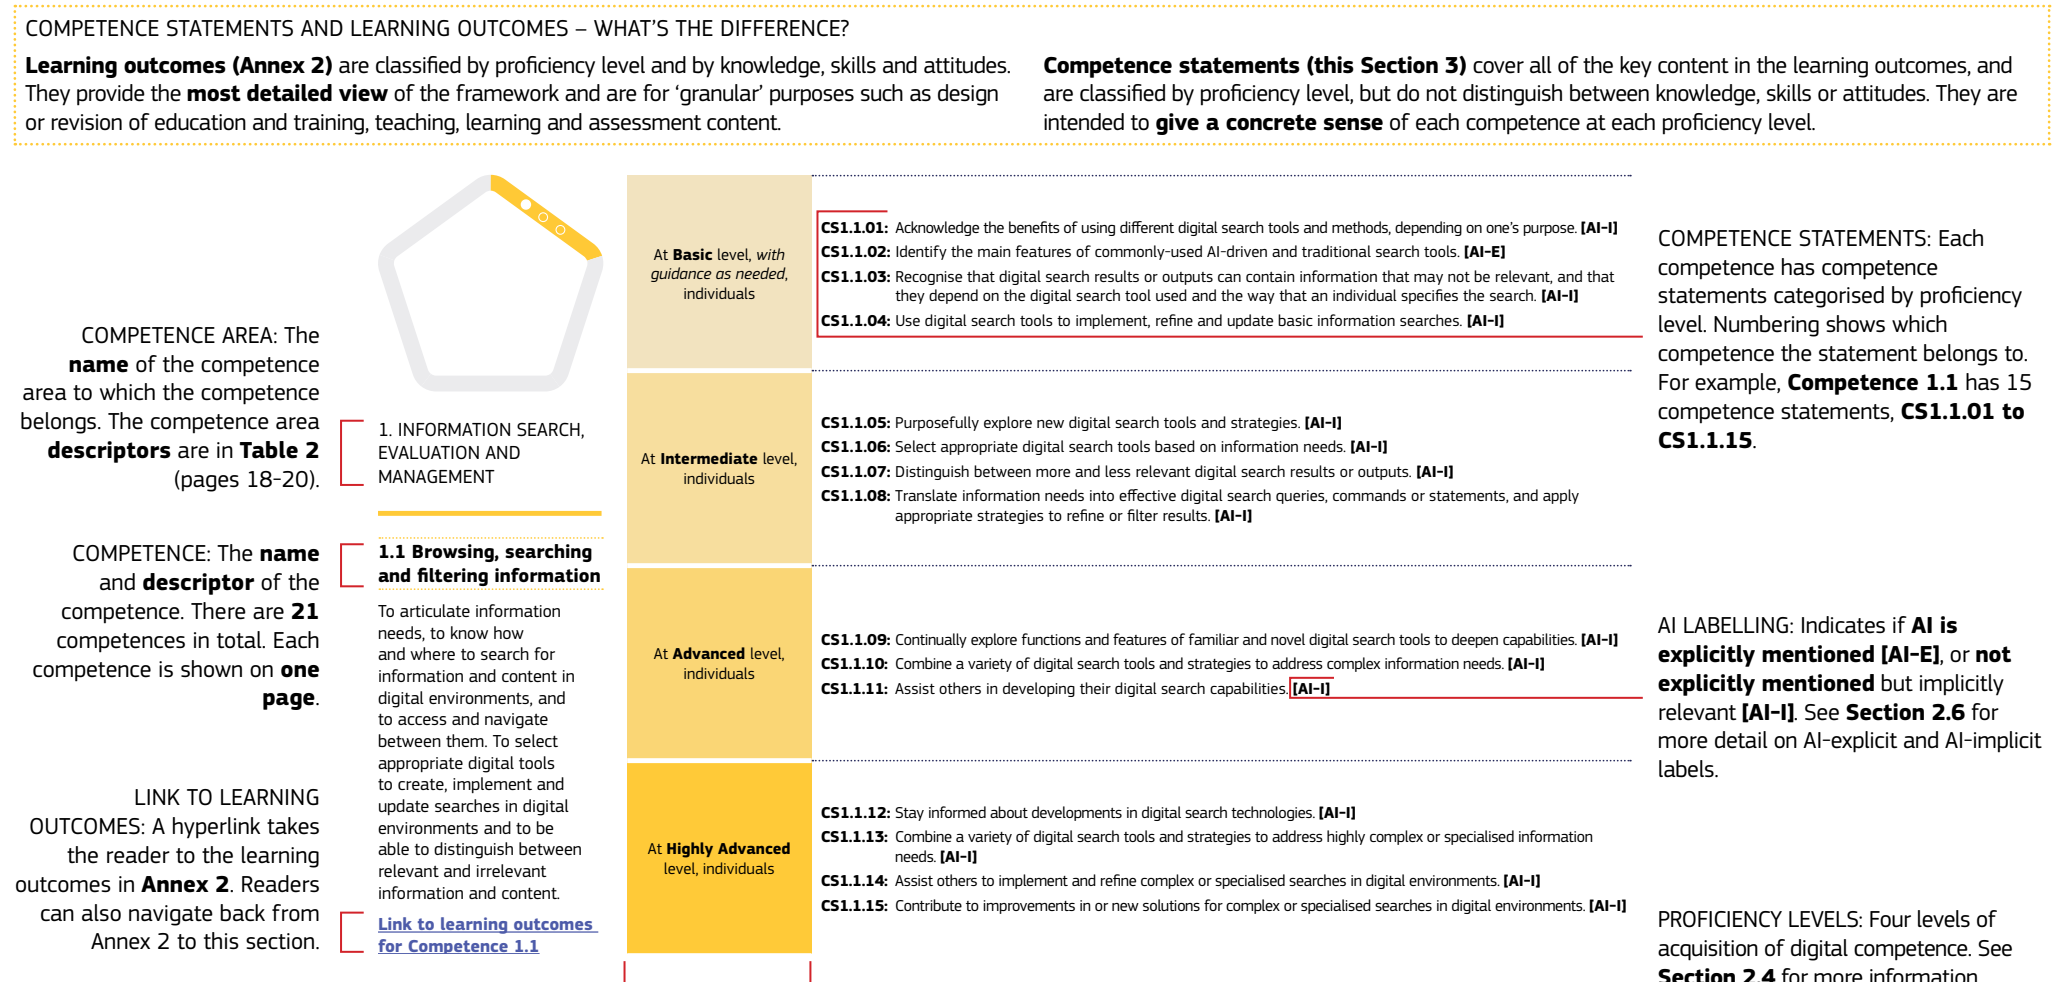 COMPETENCE STATEMENTS AND LEARNING OUTCOMES – WHAT'S THE DIFFERENCE?
Learning outcomes (Annex 2) are classified by proficiency level and by knowledge, skills and attitudes.
They provide the most detailed view of the framework and are for ‘granular’ purposes such as design
or revision of education and training, teaching, learning and assessment content.
Competence statements (this Section 3) cover all of the key content in the learning outcomes, and
are classified by proficiency level, but do not distinguish between knowledge, skills or attitudes. They are
intended to give a concrete sense of each competence at each proficiency level.
COMPETENCE AREA: The
name of the competence
area to which the competence
belongs. The competence area
descriptors are in Table 2
(pages 18-20).
COMPETENCE: The name
and descriptor of the
competence. There are 21
competences in total. Each
competence is shown on one
page.
LINK TO LEARNING
OUTCOMES: A hyperlink takes
the reader to the learning
outcomes in Annex 2. Readers
can also navigate back from
Annex 2 to this section.
1. INFORMATION SEARCH,
EVALUATION AND
MANAGEMENT
1.1 Browsing, searching
and filtering information
To articulate information
needs, to know how
and where to search for
information and content in
digital environments, and
to access and navigate
between them. To select
appropriate digital tools
to create, implement and
update searches in digital
environments and to be
able to distinguish between
relevant and irrelevant
information and content.
Link to learning outcomes
for Competence 1.1
At Basic level, with
guidance as needed,
individuals
CS1.1.01: Acknowledge the benefits of using different digital search tools and methods, depending on one's purpose. [AI-I]
CS1.1.02: Identify the main features of commonly-used AI-driven and traditional search tools. [AI-E]
CS1.1.03: Recognise that digital search results or outputs can contain information that may not be relevant, and that
they depend on the digital search tool used and the way that an individual specifies the search. [AI-I]
CS1.1.04: Use digital search tools to implement, refine and update basic information searches. [AI-I]
At Intermediate level,
individuals
CS1.1.05: Purposefully explore new digital search tools and strategies. [AI-I]
CS1.1.06: Select appropriate digital search tools based on information needs. [AI-I]
CS1.1.07: Distinguish between more and less relevant digital search results or outputs. [AI-I]
CS1.1.08: Translate information needs into effective digital search queries, commands or statements, and apply
appropriate strategies to refine or filter results. [AI-I]
At Advanced level,
individuals
CS1.1.09: Continually explore functions and features of familiar and novel digital search tools to deepen capabilities. [AI-I]
CS1.1.10: Combine a variety of digital search tools and strategies to address complex information needs. [AI-I]
CS1.1.11: Assist others in developing their digital search capabilities. [AI-I]
At Highly Advanced
level, individuals
CS1.1.12: Stay informed about developments in digital search technologies. [AI-I]
CS1.1.13: Combine a variety of digital search tools and strategies to address highly complex or specialised information
needs. [AI-I]
CS1.1.14: Assist others to implement and refine complex or specialised searches in digital environments. [AI-I]
CS1.1.15: Contribute to improvements in or new solutions for complex or specialised searches in digital environments. [AI-I]
COMPETENCE STATEMENTS: Each
competence has competence
statements categorised by proficiency
level. Numbering shows which
competence the statement belongs to.
For example, Competence 1.1 has 15
competence statements, CS1.1.01 to
CS1.1.15.
AI LABELLING: Indicates if AI is
explicitly mentioned [AI-E], or not
explicitly mentioned but implicitly
relevant [AI-I]. See Section 2.6 for
more detail on AI-explicit and AI-implicit
labels.
PROFICIENCY LEVELS: Four levels of
acquisition of digital competence. See
Section 2.4 for more information